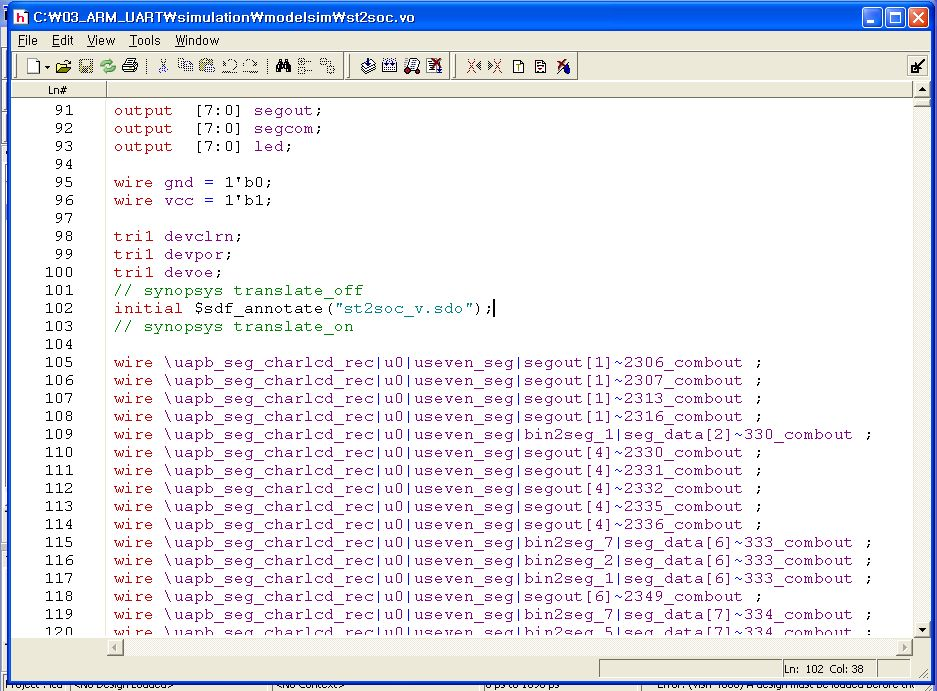 C:₩03_ARM_UART₩simulation₩modelsim₩st2soc.vo
File Edit View Tools Window
Ln#
91 output [7:0] segout;
92 output [7:0] segcom;
93 output [7:0] led;
94
95 wire gnd = 1'b0;
96 wire vcc = 1'b1;
97
98 tri1 devclrn;
99 tri1 devpor;
100 tri1 devoe;
101 // synopsys translate_off
102 initial $sdf_annotate("st2soc_v.sdo");
103 // synopsys translate_on
104
105 wire \uapb_seg_charlcd_rec|u0|useven_seg|segout[1]~2306_combout ;
106 wire \uapb_seg_charlcd_rec|u0|useven_seg|segout[1]~2307_combout ;
107 wire \uapb_seg_charlcd_rec|u0|useven_seg|segout[1]~2313_combout ;
108 wire \uapb_seg_charlcd_rec|u0|useven_seg|segout[1]~2316_combout ;
109 wire \uapb_seg_charlcd_rec|u0|useven_seg|bin2seg_1|seg_data[2]~330_combout ;
110 wire \uapb_seg_charlcd_rec|u0|useven_seg|segout[4]~2330_combout ;
111 wire \uapb_seg_charlcd_rec|u0|useven_seg|segout[4]~2331_combout ;
112 wire \uapb_seg_charlcd_rec|u0|useven_seg|segout[4]~2332_combout ;
113 wire \uapb_seg_charlcd_rec|u0|useven_seg|segout[4]~2335_combout ;
114 wire \uapb_seg_charlcd_rec|u0|useven_seg|segout[4]~2336_combout ;
115 wire \uapb_seg_charlcd_rec|u0|useven_seg|bin2seg_7|seg_data[6]~333_combout ;
116 wire \uapb_seg_charlcd_rec|u0|useven_seg|bin2seg_2|seg_data[6]~333_combout ;
117 wire \uapb_seg_charlcd_rec|u0|useven_seg|bin2seg_1|seg_data[6]~333_combout ;
118 wire \uapb_seg_charlcd_rec|u0|useven_seg|segout[6]~2349_combout ;
119 wire \uapb_seg_charlcd_rec|u0|useven_seg|bin2seg_7|seg_data[7]~334_combout ;
120 wire \uapb_seg_charlcd_rec|u0|useven_seg|bin2seg_5|seg_data[7]~334_combout ;
Ln: 102 Col: 38